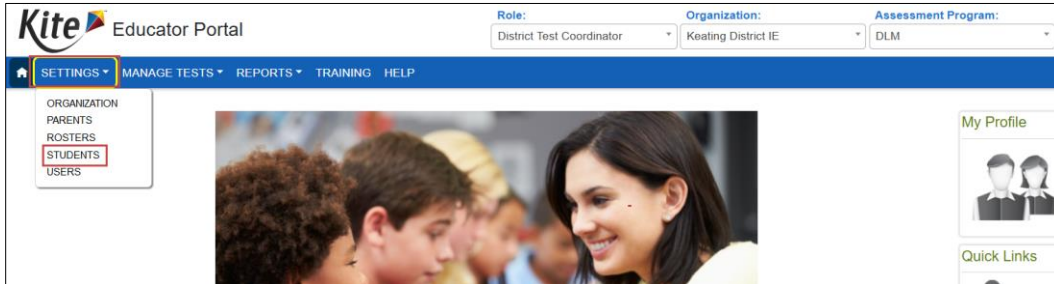 Kite Educator Portal
Role: Organization: Assessment Program:
District Test Coordinator Keating District IE DLM
SETTINGS MANAGE TESTS REPORTS TRAINING HELP
ORGANIZATION
PARENTS
ROSTERS
STUDENTS
USERS
My Profile
Quick Links